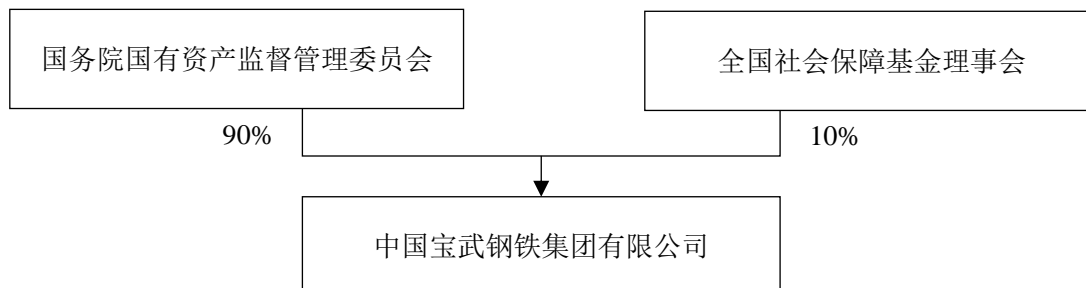 国务院国有资产监督管理委员会
全国社会保障基金理事会
90%
10%
中国宝武钢铁集团有限公司